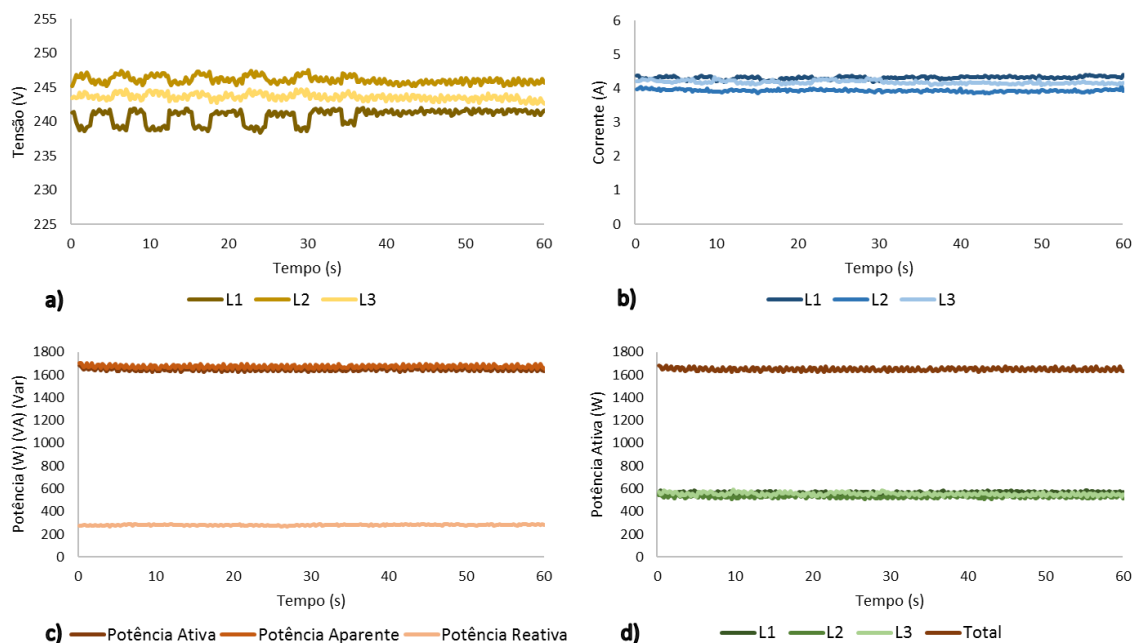 255
250
245
240
235
230
225
Tensão (V)
0 10 20 30 40 50 60
Tempo (s)
a)
L1 L2 L3
6
5
4
3
2
1
0
Corrente (A)
0 10 20 30 40 50 60
Tempo (s)
b)
L1 L2 L3
1800
1600
1400
1200
1000
800
600
400
200
0
Potência (W) (VA) (Var)
0 10 20 30 40 50 60
Tempo (s)
c)
Potência Ativa Potência Aparente Potência Reativa
1800
1600
1400
1200
1000
800
600
400
200
0
Potência Ativa (W)
0 10 20 30 40 50 60
Tempo (s)
d)
L1 L2 L3 Total